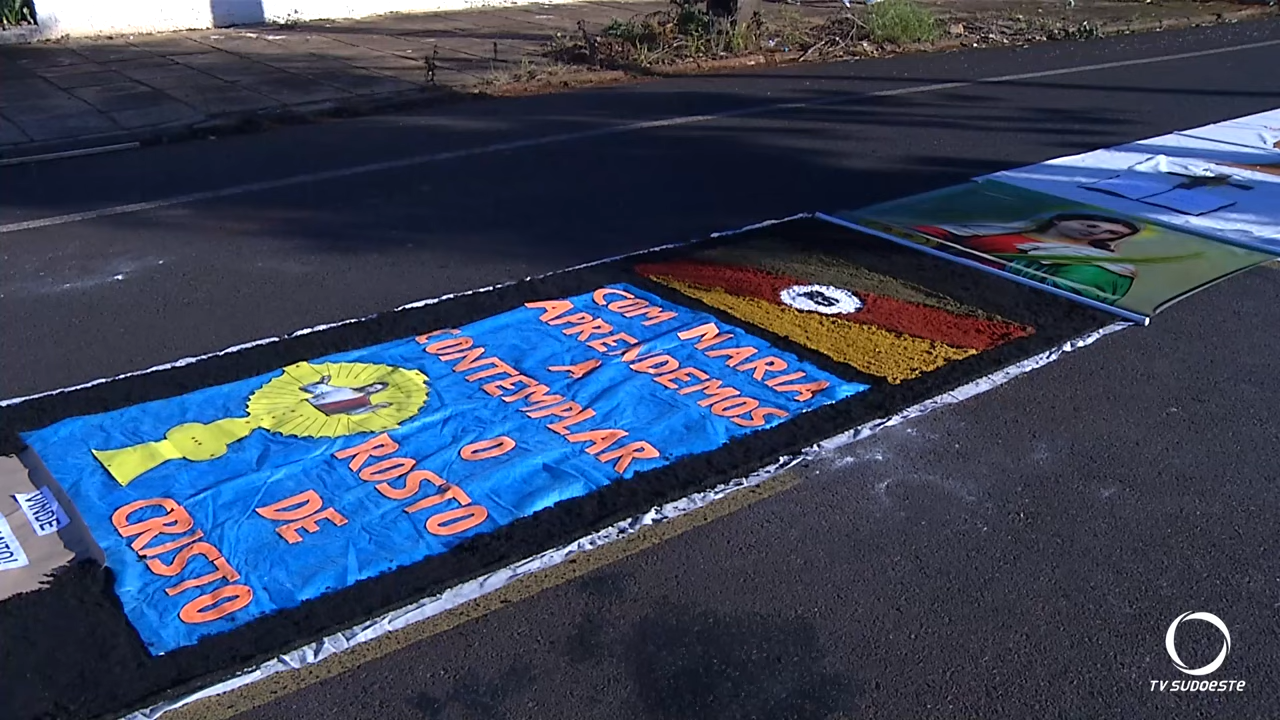 COM MARIA
APRENDEMOS
A
CONTEMPLAR
O
ROSTO
DE
CRISTO
VINDE
TV SUDOESTE